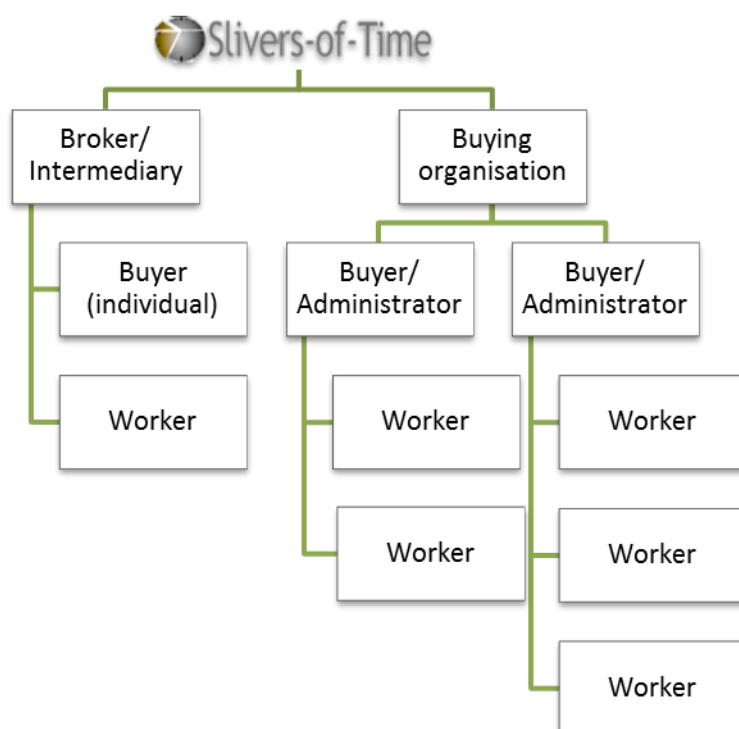 Slivers-of-Time
Broker/
Intermediary
Buying
organisation
Buyer
(individual)
Buyer/
Administrator
Buyer/
Administrator
Worker
Worker
Worker
Worker
Worker
Worker